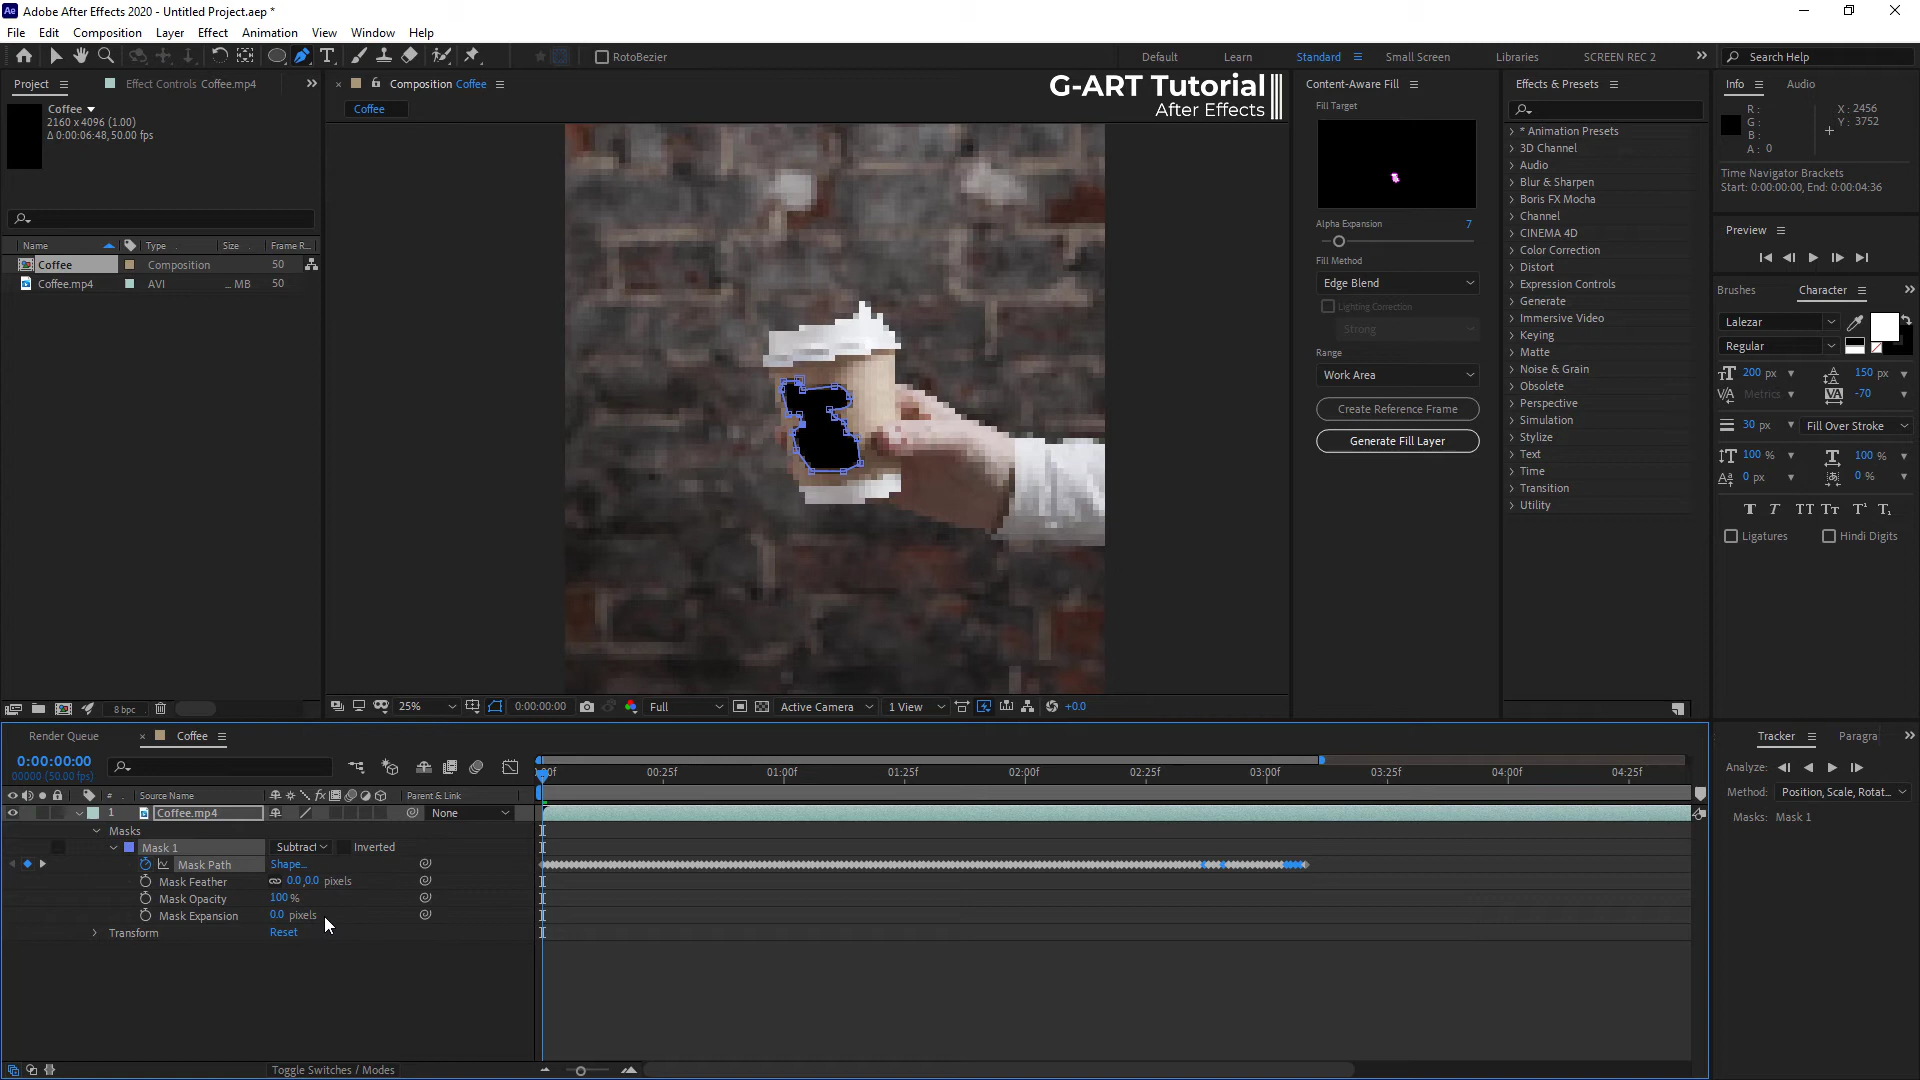 Adobe After Effects 2020 - Untitled Project.aep *
File Edit Composition Layer Effect Animation View Window Help
RotoBezier
Default Learn Standard Small Screen Libraries SCREEN REC 2 Search Help
Project Effect Controls Coffee.mp4
Coffee
2160 x 4096 (1.00)
Δ 0:00:06:48, 50.00 fps
Name Type Size Frame R...
Coffee Composition 50
Coffee.mp4 AVI ... MB 50
8 bpc
Composition Coffee
Coffee
G-ART Tutorial
After Effects
25% 0:00:00:00 Full Active Camera 1 View +0.0
Content-Aware Fill
Fill Target
Alpha Expansion 7
Fill Method
Edge Blend
Lighting Correction
Strong
Range
Work Area
Create Reference Frame
Generate Fill Layer
Effects & Presets
* Animation Presets
3D Channel
Audio
Blur & Sharpen
Boris FX Mocha
Channel
CINEMA 4D
Color Correction
Distort
Expression Controls
Generate
Immersive Video
Keying
Matte
Noise & Grain
Obsolete
Perspective
Simulation
Stylize
Text
Time
Transition
Utility
Info Audio
R : X : 2456
G : Y : 3752
B :
A : 0
Time Navigator Brackets
Start: 0:00:00:00, End: 0:00:04:36
Preview
Brushes Character
Lalezar
Regular
200 px 150 px
Metrics -70
30 px Fill Over Stroke
100 % 100 %
0 px 0 %
T T TT Tt T¹ T₁
Ligatures Hindi Digits
Render Queue Coffee
0:00:00:00
00000 (50.00 fps)
# Source Name Parent & Link
1 Coffee.mp4 None
Masks
Mask 1 Subtract Inverted
Mask Path Shape...
Mask Feather 0.0,0.0 pixels
Mask Opacity 100 %
Mask Expansion 0.0 pixels
Transform Reset
Toggle Switches / Modes
00:25f 01:00f 01:25f 02:00f 02:25f 03:00f 03:25f 04:00f 04:25f
Tracker Paragra
Analyze:
Method: Position, Scale, Rotat...
Masks: Mask 1